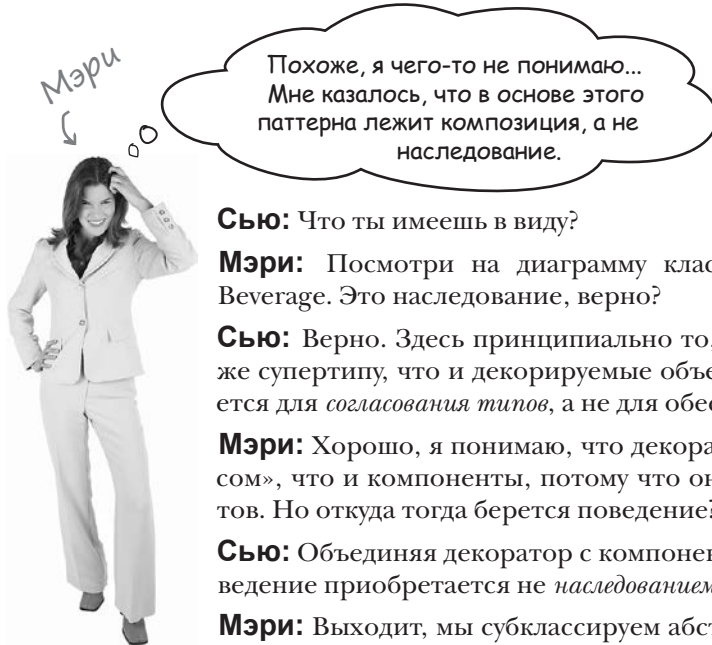 Мэри
Похоже, я чего-то не понимаю...
Мне казалось, что в основе этого
паттерна лежит композиция, а не
наследование.
Сью: Что ты имеешь в виду?
Мэри: Посмотри на диаграмму клас
Beverage. Это наследование, верно?
Сью: Верно. Здесь принципиально то,
же супертипу, что и декорируемые объе
ется для согласования типов, а не для обес
Мэри: Хорошо, я понимаю, что декора
сом», что и компоненты, потому что он
тов. Но откуда тогда берется поведение?
Сью: Объединяя декоратор с компонен
ведение приобретается не наследованием
Мэри: Выходит, мы субклассируем абст